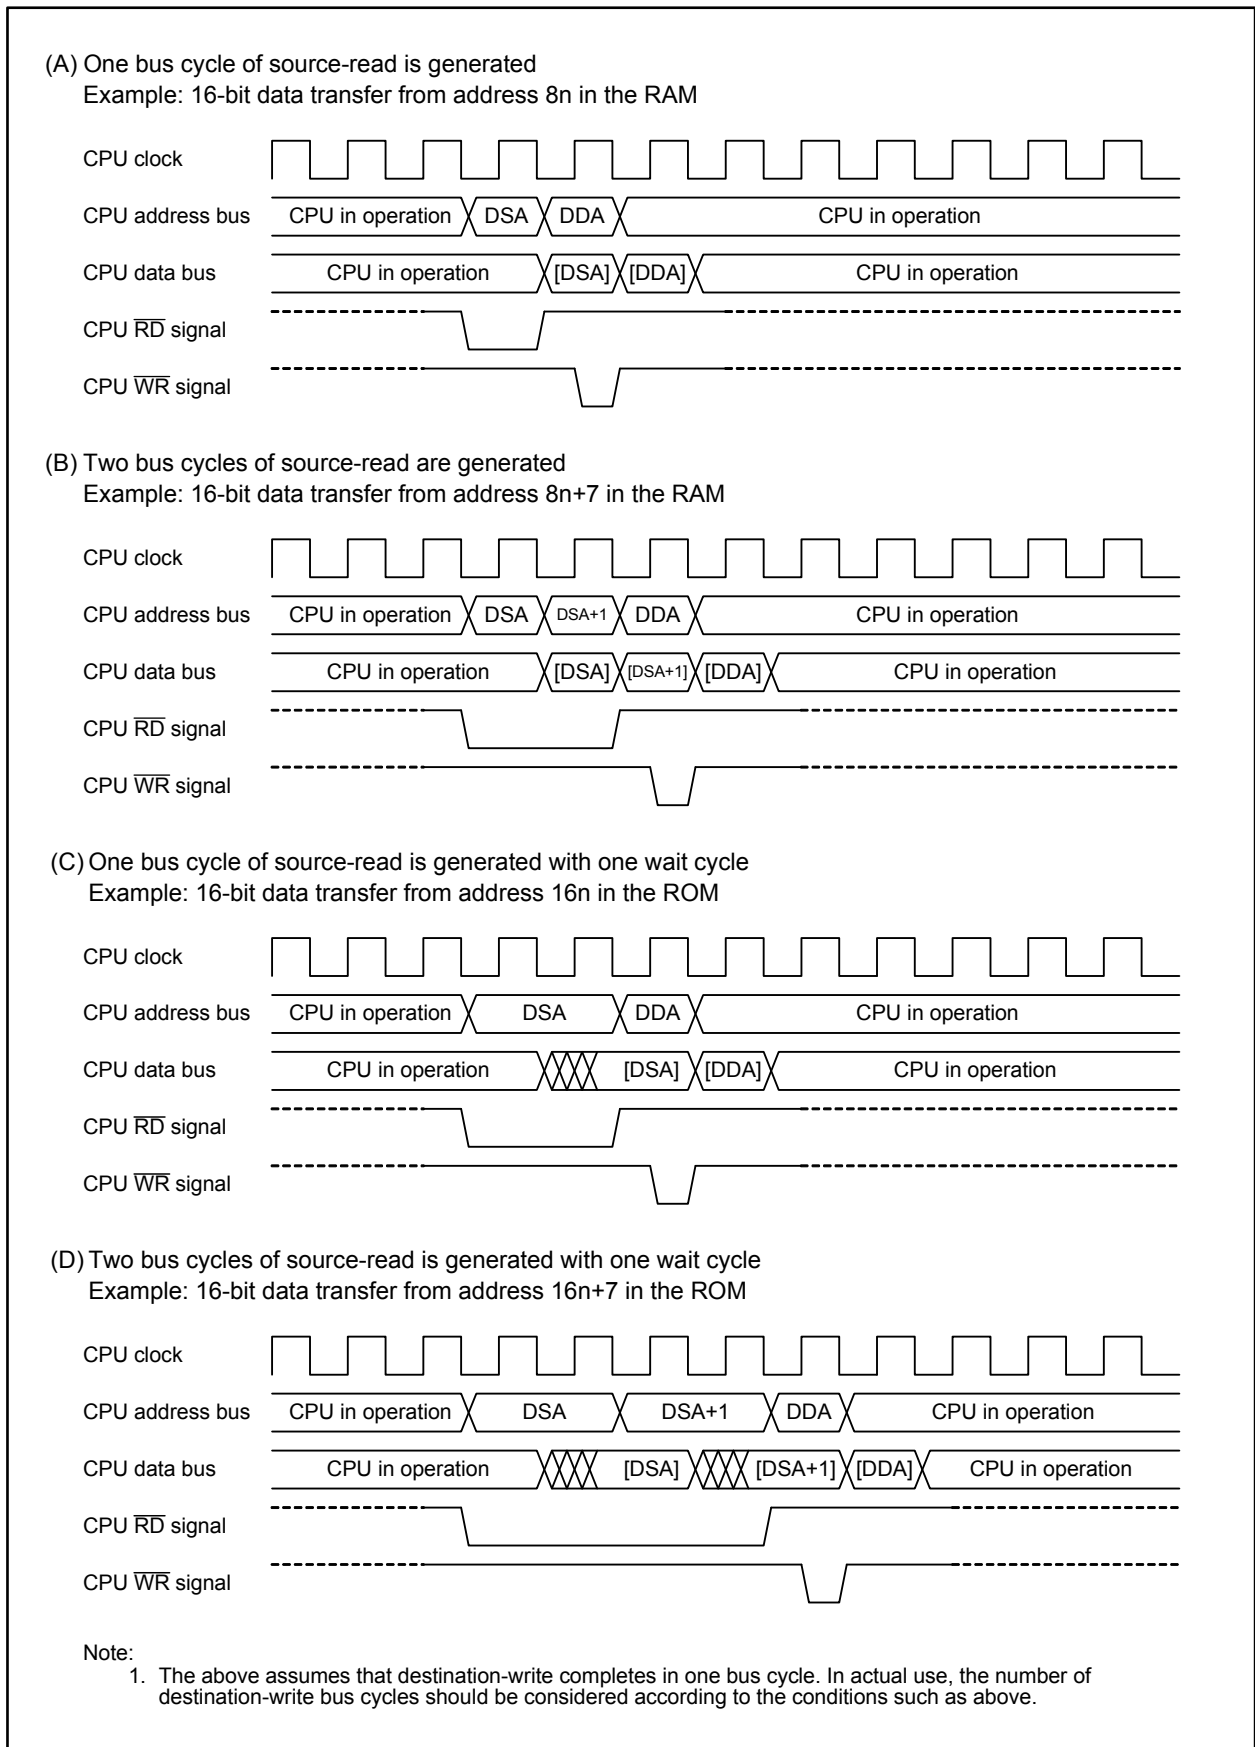 (A) One bus cycle of source-read is generated
Example: 16-bit data transfer from address 8n in the RAM
CPU clock
CPU address bus CPU in operation DSA DDA CPU in operation
CPU data bus CPU in operation [DSA] [DDA] CPU in operation
CPU R̅D̅ signal
CPU W̅R̅ signal
(B) Two bus cycles of source-read are generated
Example: 16-bit data transfer from address 8n+7 in the RAM
CPU clock
CPU address bus CPU in operation DSA DSA+1 DDA CPU in operation
CPU data bus CPU in operation [DSA] [DSA+1] [DDA] CPU in operation
CPU R̅D̅ signal
CPU W̅R̅ signal
(C) One bus cycle of source-read is generated with one wait cycle
Example: 16-bit data transfer from address 16n in the ROM
CPU clock
CPU address bus CPU in operation DSA DDA CPU in operation
CPU data bus CPU in operation [DSA] [DDA] CPU in operation
CPU R̅D̅ signal
CPU W̅R̅ signal
(D) Two bus cycles of source-read is generated with one wait cycle
Example: 16-bit data transfer from address 16n+7 in the ROM
CPU clock
CPU address bus CPU in operation DSA DSA+1 DDA CPU in operation
CPU data bus CPU in operation [DSA] [DSA+1] [DDA] CPU in operation
CPU R̅D̅ signal
CPU W̅R̅ signal
Note:
1. The above assumes that destination-write completes in one bus cycle. In actual use, the number of
destination-write bus cycles should be considered according to the conditions such as above.